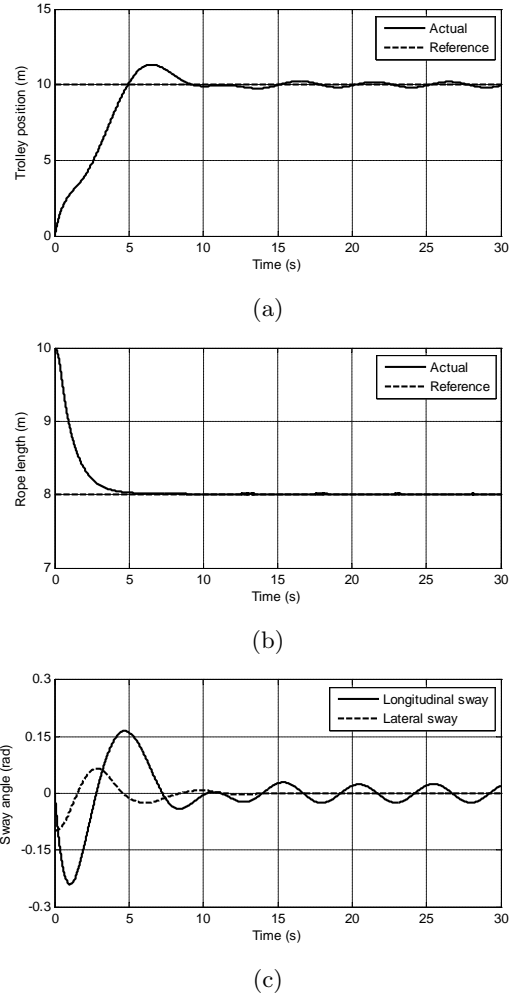 15
10
5
0
Trolley position (m)
Actual
Reference
0 5 10 15 20 25 30
Time (s)
(a)
10
9
8
7
Rope length (m)
Actual
Reference
0 5 10 15 20 25 30
Time (s)
(b)
0.3
0.15
0
-0.15
-0.3
Sway angle (rad)
Longitudinal sway
Lateral sway
0 5 10 15 20 25 30
Time (s)
(c)